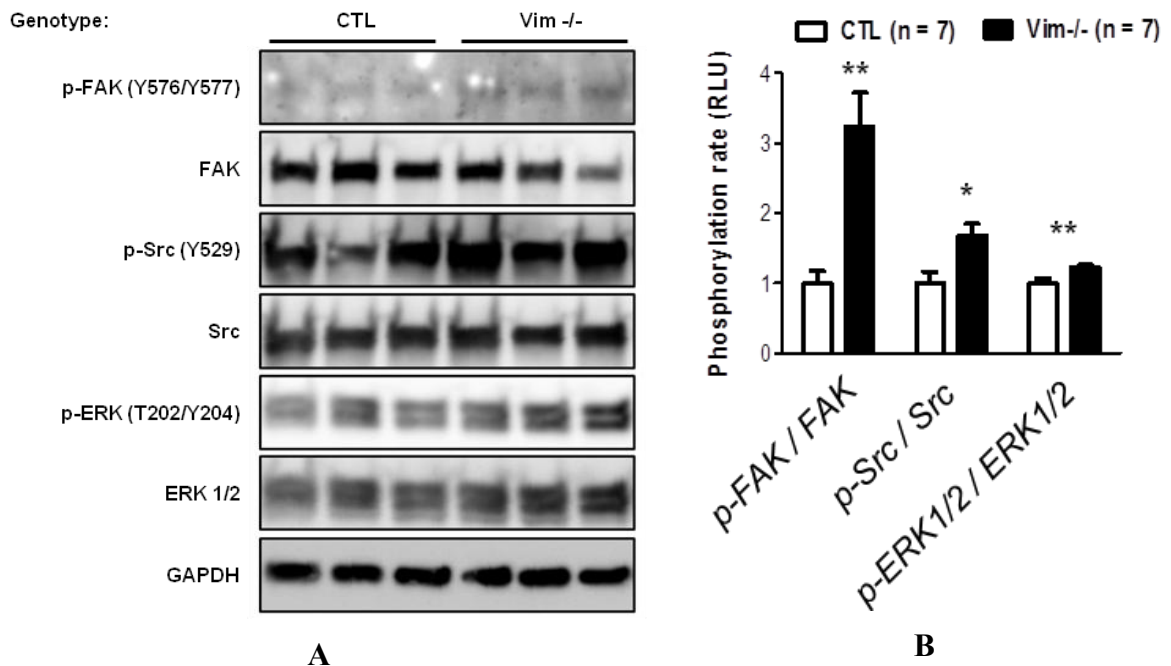 Genotype:
CTL
Vim -/-
p-FAK (Y576/Y577)
FAK
p-Src (Y529)
Src
p-ERK (T202/Y204)
ERK 1/2
GAPDH
A
CTL (n = 7)
Vim-/- (n = 7)
Phosphorylation rate (RLU)
4
3
2
1
0
**
*
**
p-FAK / FAK
p-Src / Src
p-ERK1/2 / ERK1/2
B